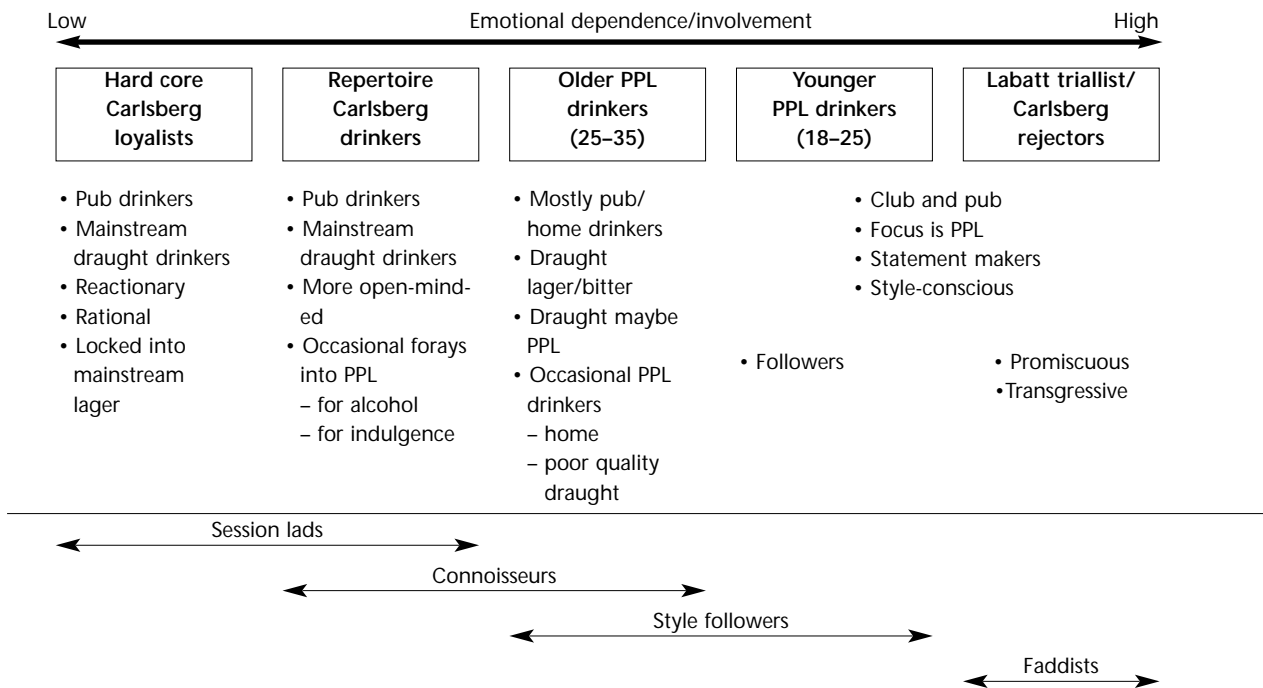 Low Emotional dependence/involvement High
Hard core
Carlsberg
loyalists
Repertoire
Carlsberg
drinkers
Older PPL
drinkers
(25–35)
Younger
PPL drinkers
(18–25)
Labatt triallist/
Carlsberg
rejectors
• Pub drinkers
• Mainstream
draught drinkers
• Reactionary
• Rational
• Locked into
mainstream
lager
• Pub drinkers
• Mainstream
draught drinkers
• More open-mind-
ed
• Occasional forays
into PPL
– for alcohol
– for indulgence
• Mostly pub/
home drinkers
• Draught
lager/bitter
• Draught maybe
PPL
• Occasional PPL
drinkers
– home
– poor quality
draught
• Club and pub
• Focus is PPL
• Statement makers
• Style-conscious
• Followers
• Promiscuous
•Transgressive
Session lads
Connoisseurs
Style followers
Faddists